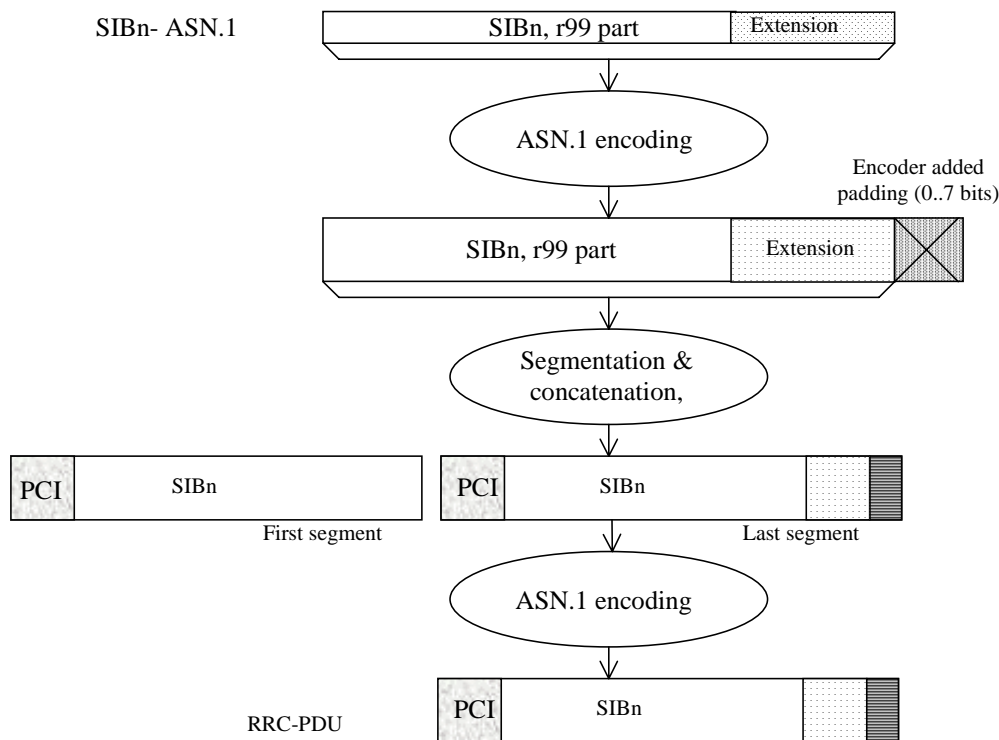 SIBn- ASN.1
SIBn, r99 part
Extension
ASN.1 encoding
Encoder added
padding (0..7 bits)
SIBn, r99 part
Extension
Segmentation &
concatenation,
PCI
SIBn
PCI
SIBn
First segment
Last segment
ASN.1 encoding
PCI
SIBn
RRC-PDU